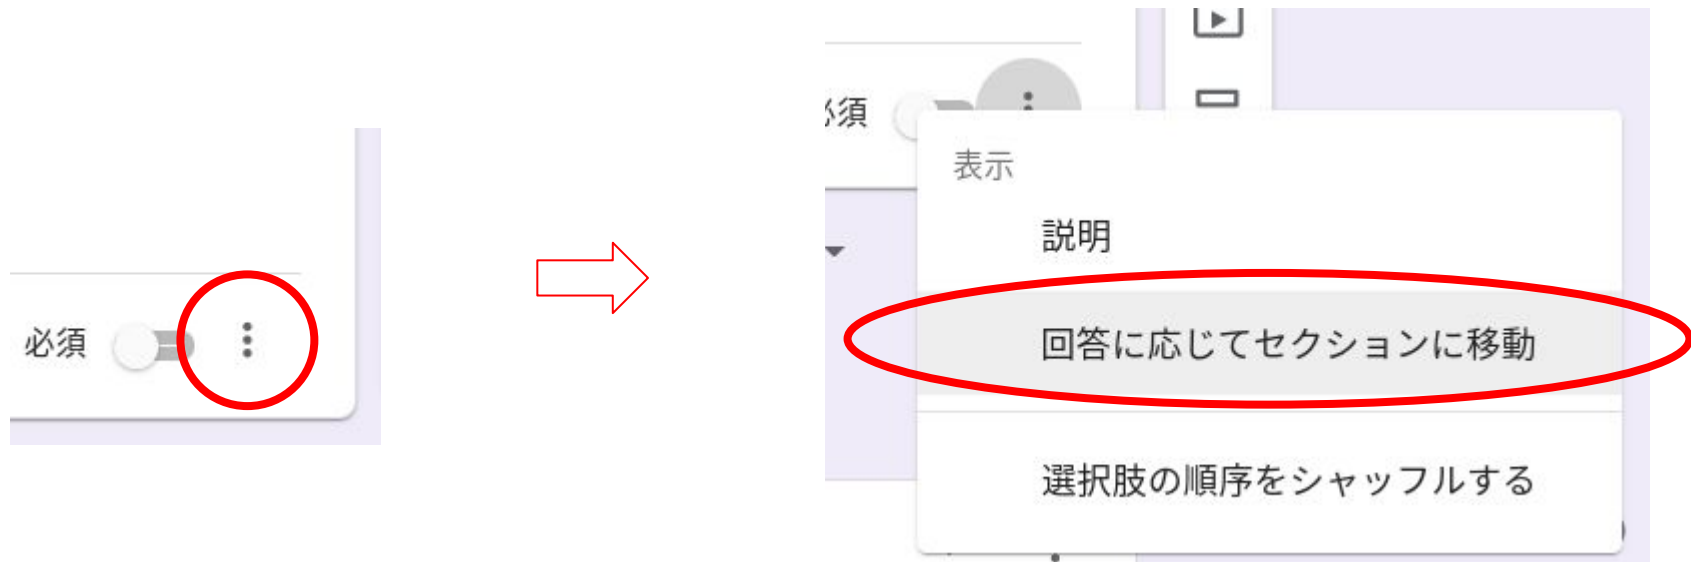 必須
必須
表示
説明
回答に応じてセクションに移動
選択肢の順序をシャッフルする